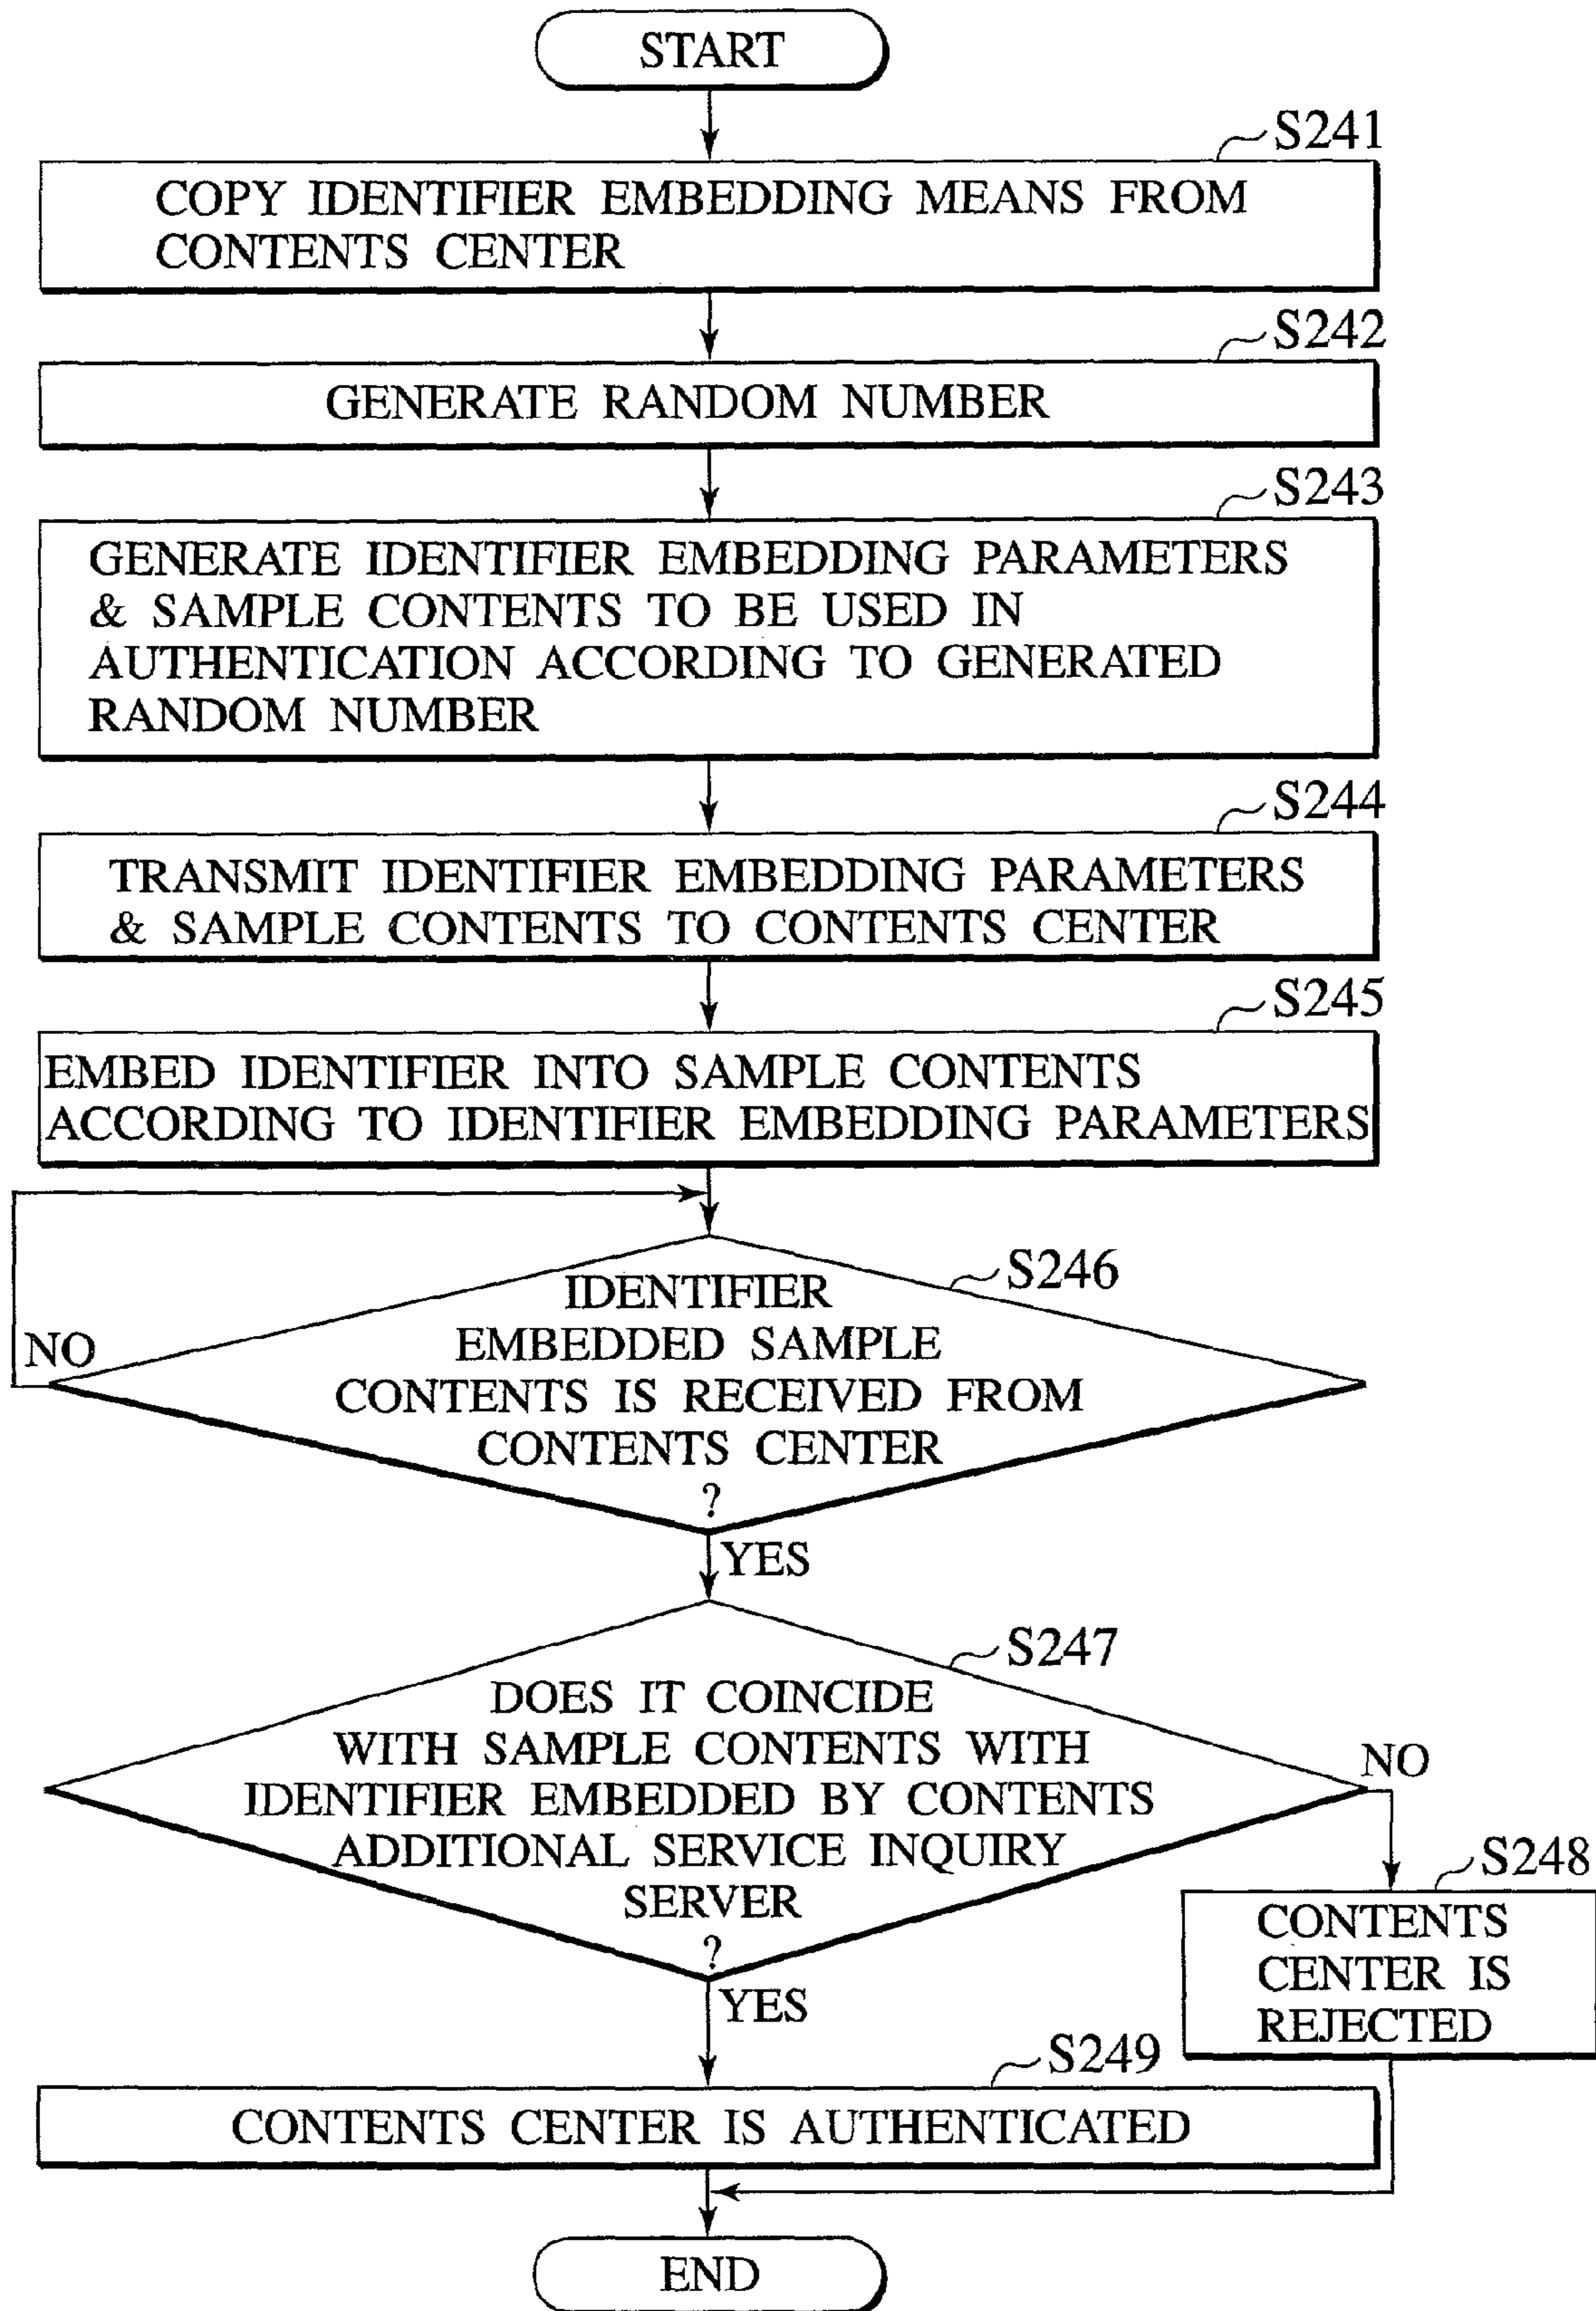 START
S241
COPY IDENTIFIER EMBEDDING MEANS FROM
CONTENTS CENTER
S242
GENERATE RANDOM NUMBER
S243
GENERATE IDENTIFIER EMBEDDING PARAMETERS
& SAMPLE CONTENTS TO BE USED IN
AUTHENTICATION ACCORDING TO GENERATED
RANDOM NUMBER
S244
TRANSMIT IDENTIFIER EMBEDDING PARAMETERS
& SAMPLE CONTENTS TO CONTENTS CENTER
S245
EMBED IDENTIFIER INTO SAMPLE CONTENTS
ACCORDING TO IDENTIFIER EMBEDDING PARAMETERS
S246
IDENTIFIER
EMBEDDED SAMPLE
CONTENTS IS RECEIVED FROM
CONTENTS CENTER
?
NO
YES
S247
DOES IT COINCIDE
WITH SAMPLE CONTENTS WITH
IDENTIFIER EMBEDDED BY CONTENTS
ADDITIONAL SERVICE INQUIRY
SERVER
?
NO
YES
S248
CONTENTS
CENTER IS
REJECTED
S249
CONTENTS CENTER IS AUTHENTICATED
END